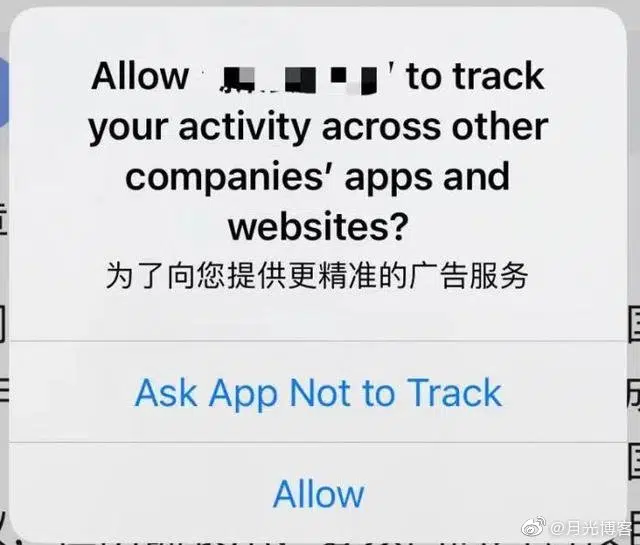 Allow ' ' to track
your activity across other
companies' apps and
websites?
为了向您提供更精准的广告服务
Ask App Not to Track
Allow
@月光博客